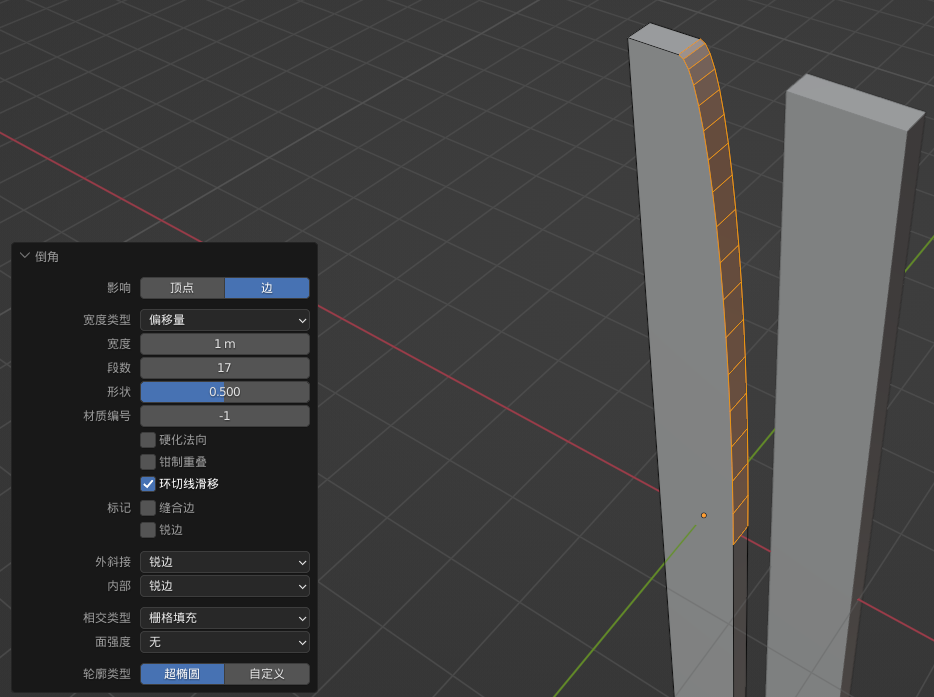 倒角
影响 顶点 边
宽度类型 偏移量
宽度 1 m
段数 17
形状 0.500
材质编号 -1
硬化法向
钳制重叠
环切线滑移
标记 缝合边
锐边
外斜接 锐边
内部 锐边
相交类型 栅格填充
面强度 无
轮廓类型 超椭圆 自定义